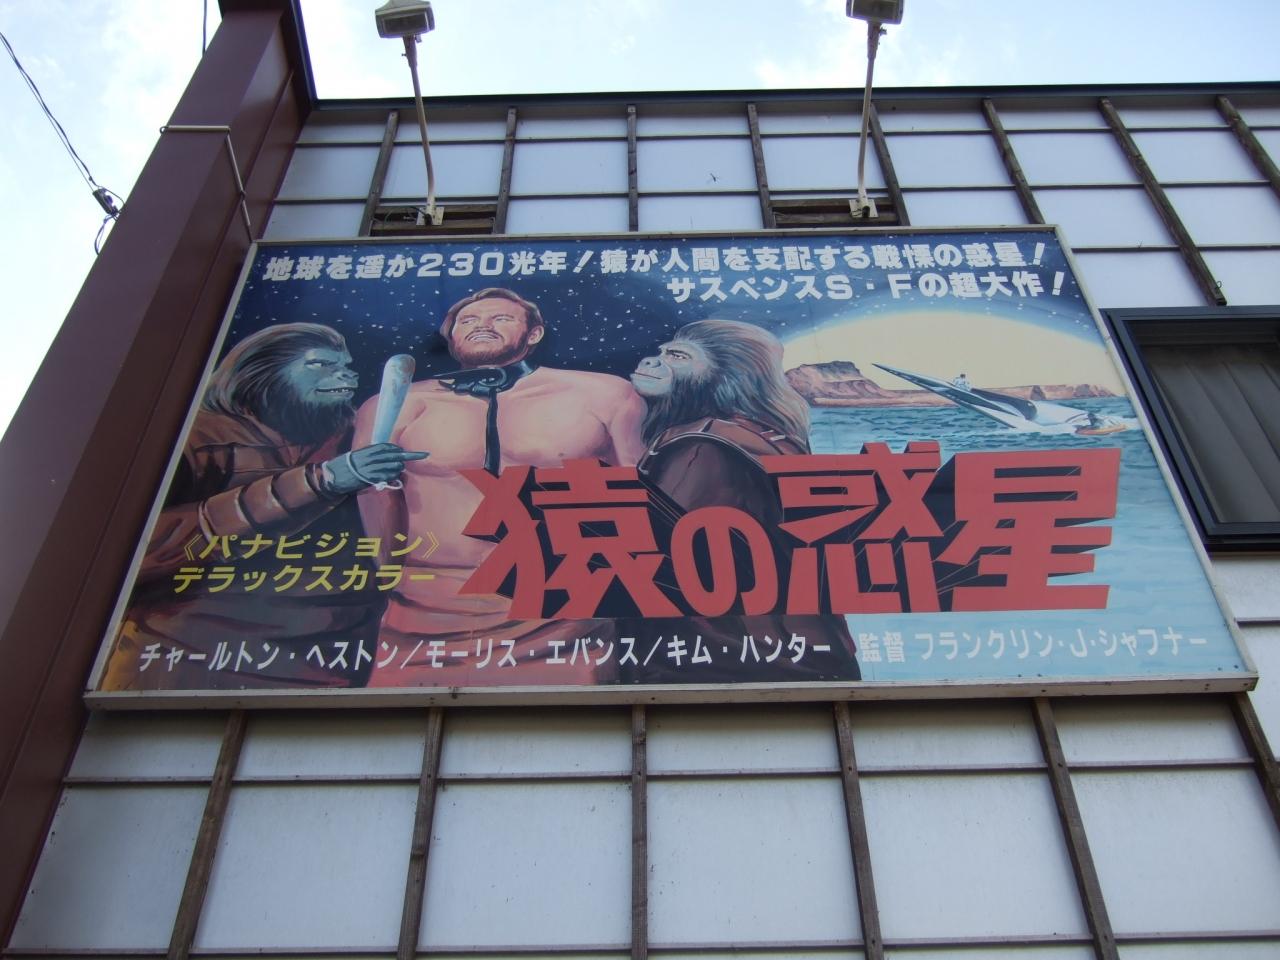 地球を遥か230光年!猿が人間を支配する戦慄の惑星!
サスペンスS・Fの超大作!
猿の惑星
《パナビジョン》
デラックスカラー
チャールトン・ヘストン/モーリス・エバンス/キム・ハンター 監督 フランクリン・J・シャフナー